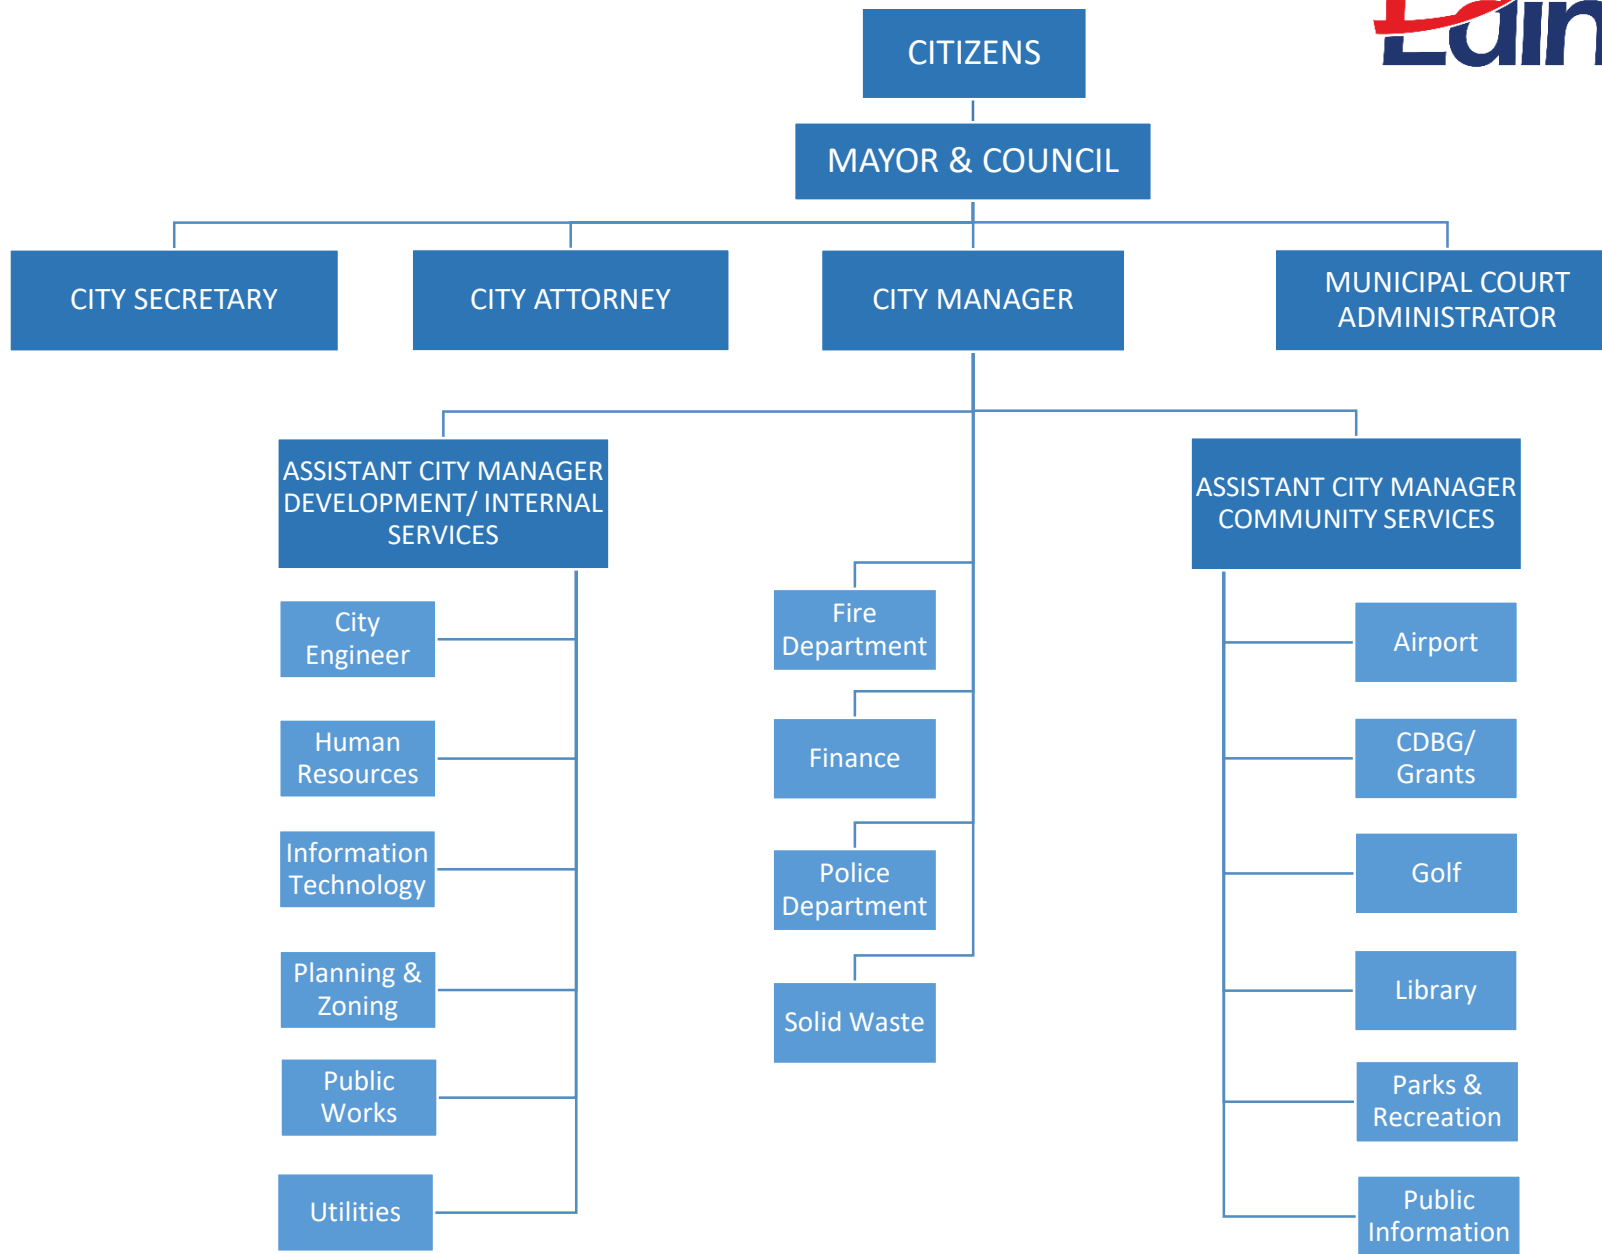 CITIZENS
MAYOR & COUNCIL
CITY SECRETARY
CITY ATTORNEY
CITY MANAGER
MUNICIPAL COURT
ADMINISTRATOR
ASSISTANT CITY MANAGER
DEVELOPMENT/ INTERNAL
SERVICES
ASSISTANT CITY MANAGER
COMMUNITY SERVICES
City
Engineer
Human
Resources
Information
Technology
Planning &
Zoning
Public
Works
Utilities
Fire
Department
Finance
Police
Department
Solid Waste
Airport
CDBG/
Grants
Golf
Library
Parks &
Recreation
Public
Information